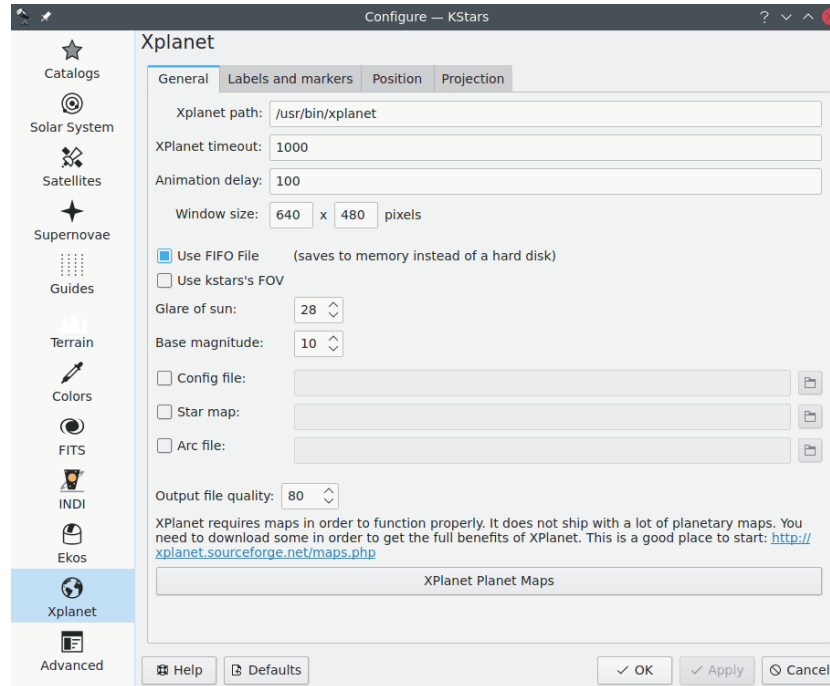 Configure — KStars
Catalogs
Solar System
Satellites
Supernovae
Guides
Terrain
Colors
FITS
INDI
Ekos
Xplanet
Advanced
Xplanet
General Labels and markers Position Projection
Xplanet path: /usr/bin/xplanet
XPlanet timeout: 1000
Animation delay: 100
Window size: 640 x 480 pixels
Use FIFO File (saves to memory instead of a hard disk)
Use kstars's FOV
Glare of sun: 28
Base magnitude: 10
Config file:
Star map:
Arc file:
Output file quality: 80
XPlanet requires maps in order to function properly. It does not ship with a lot of planetary maps. You
need to download some in order to get the full benefits of XPlanet. This is a good place to start: http://
xplanet.sourceforge.net/maps.php
XPlanet Planet Maps
Help Defaults OK Apply Cancel